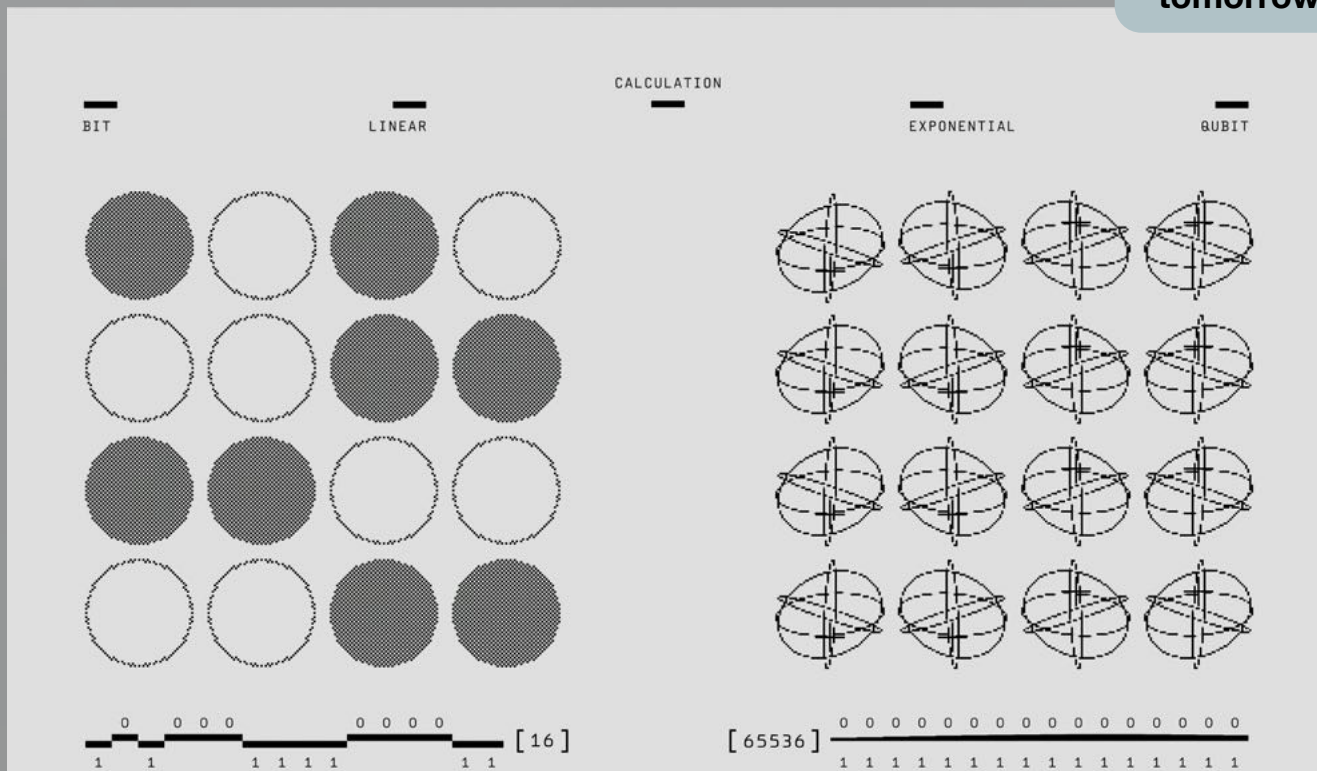 tomorrow
CALCULATION
BIT
LINEAR
EXPONENTIAL
QUBIT
0 0 0 0 0 0 0 0
[16]
1 1 1 1 1 1 1 1
[65536]
0 0 0 0 0 0 0 0 0 0 0 0 0 0 0 0
1 1 1 1 1 1 1 1 1 1 1 1 1 1 1 1